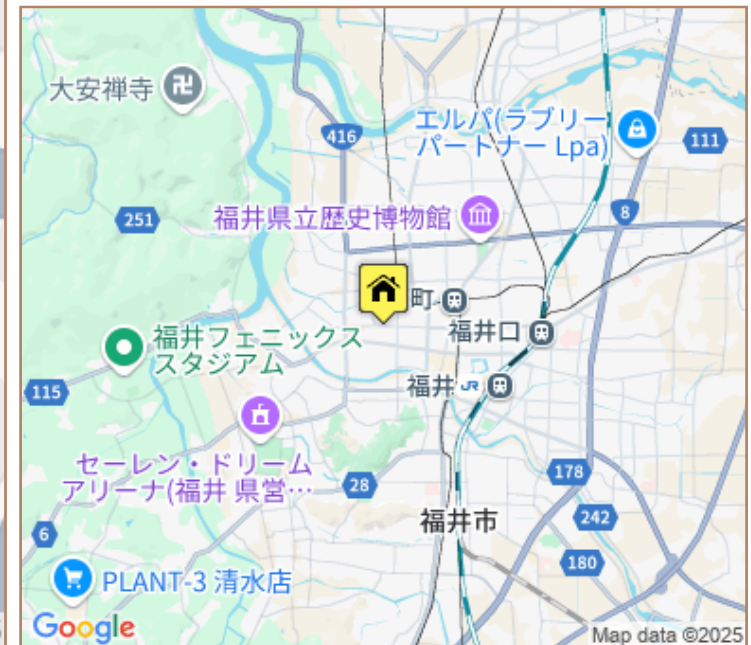 大安禅寺
416
エルパ(ラブリー
パートナー Lpa)
111
251
福井県立歴史博物館
8
町
福井フェニックス
スタジアム
福井口
115
福井 JR
セーレン・ドリーム
アリーナ(福井 県営…
28
178
福井市
242
6
180
PLANT-3 清水店
Google
Map data ©2025